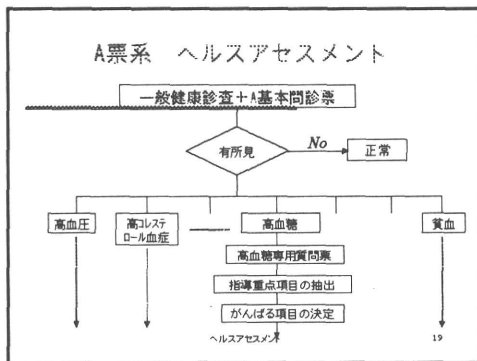 A票系 ヘルスアセスメント
一般健康診査＋A基本問診票
有所見
No
正常
高血圧
高コレステ
ロール血症
高血糖
貧血
高血糖専用質問票
指導重点項目の抽出
がんばる項目の決定
ヘルスアセスメント
19